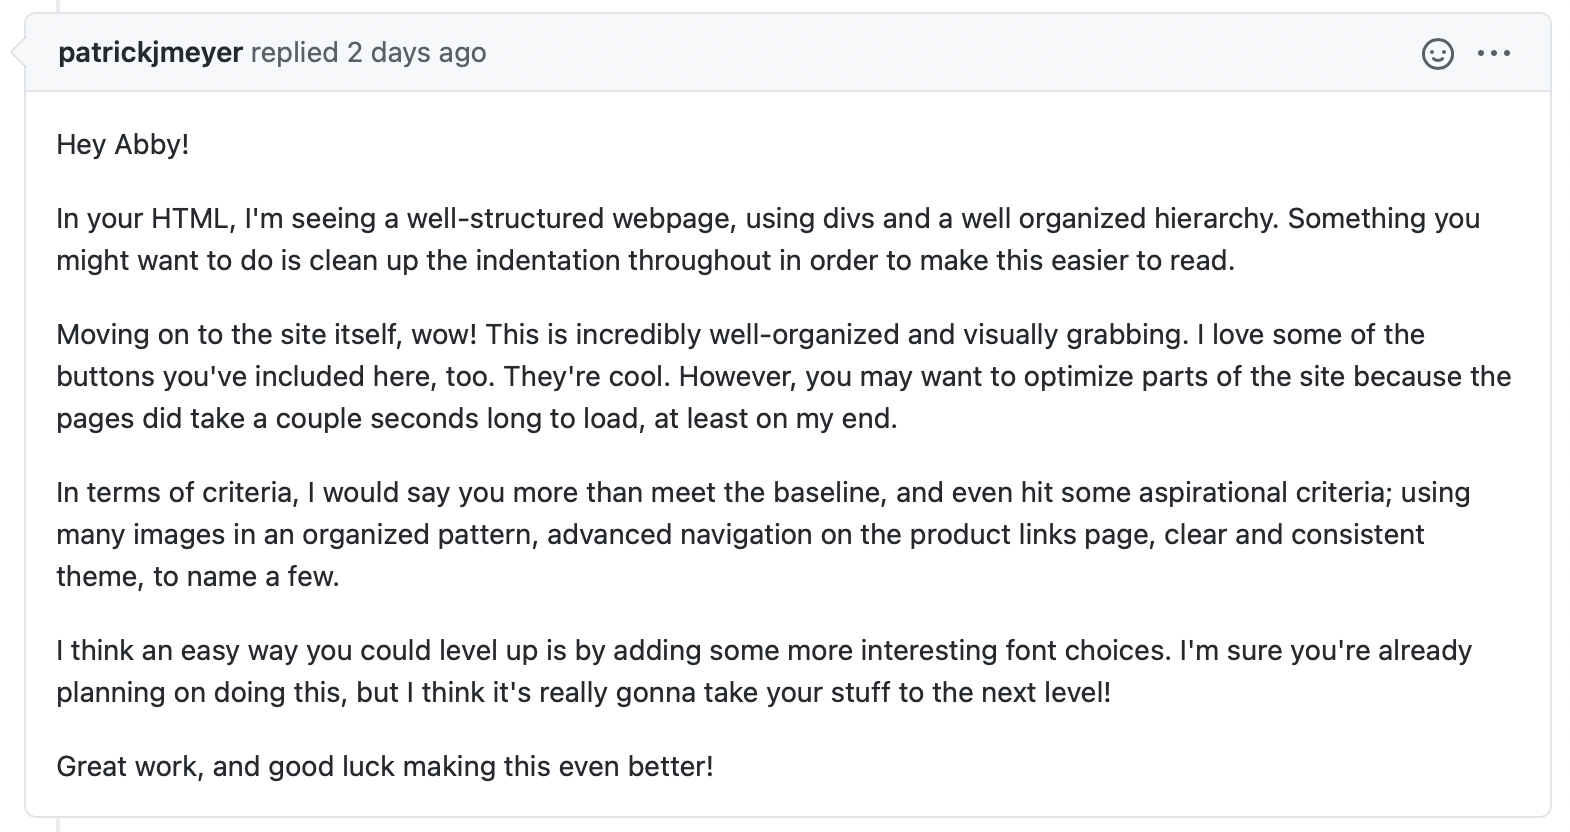 patrickjmeyer replied 2 days ago
Hey Abby!
In your HTML, I'm seeing a well-structured webpage, using divs and a well organized hierarchy. Something you
might want to do is clean up the indentation throughout in order to make this easier to read.
Moving on to the site itself, wow! This is incredibly well-organized and visually grabbing. I love some of the
buttons you've included here, too. They're cool. However, you may want to optimize parts of the site because the
pages did take a couple seconds long to load, at least on my end.
In terms of criteria, I would say you more than meet the baseline, and even hit some aspirational criteria; using
many images in an organized pattern, advanced navigation on the product links page, clear and consistent
theme, to name a few.
I think an easy way you could level up is by adding some more interesting font choices. I'm sure you're already
planning on doing this, but I think it's really gonna take your stuff to the next level!
Great work, and good luck making this even better!